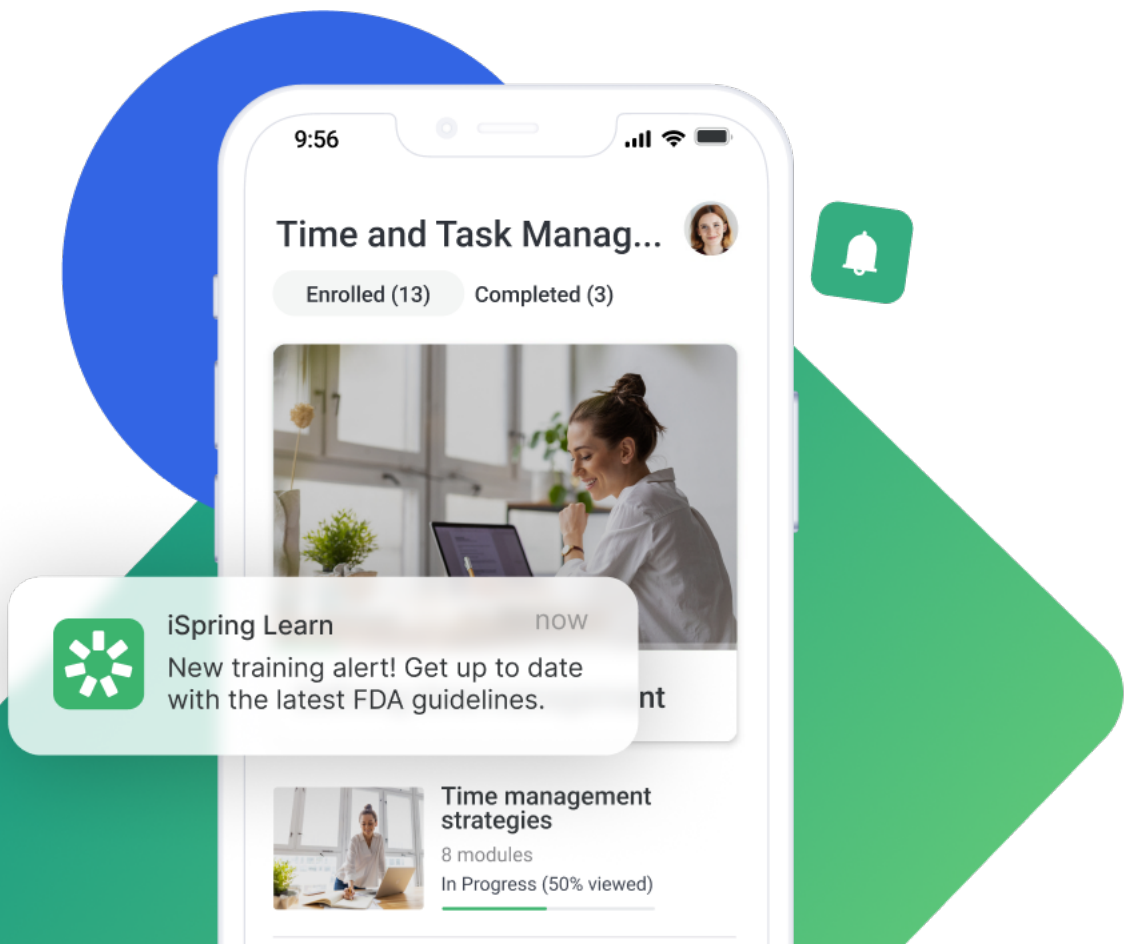 9:56
Time and Task Manag...
Enrolled (13) Completed (3)
iSpring Learn now
New training alert! Get up to date
with the latest FDA guidelines.
nt
Time management
strategies
8 modules
In Progress (50% viewed)